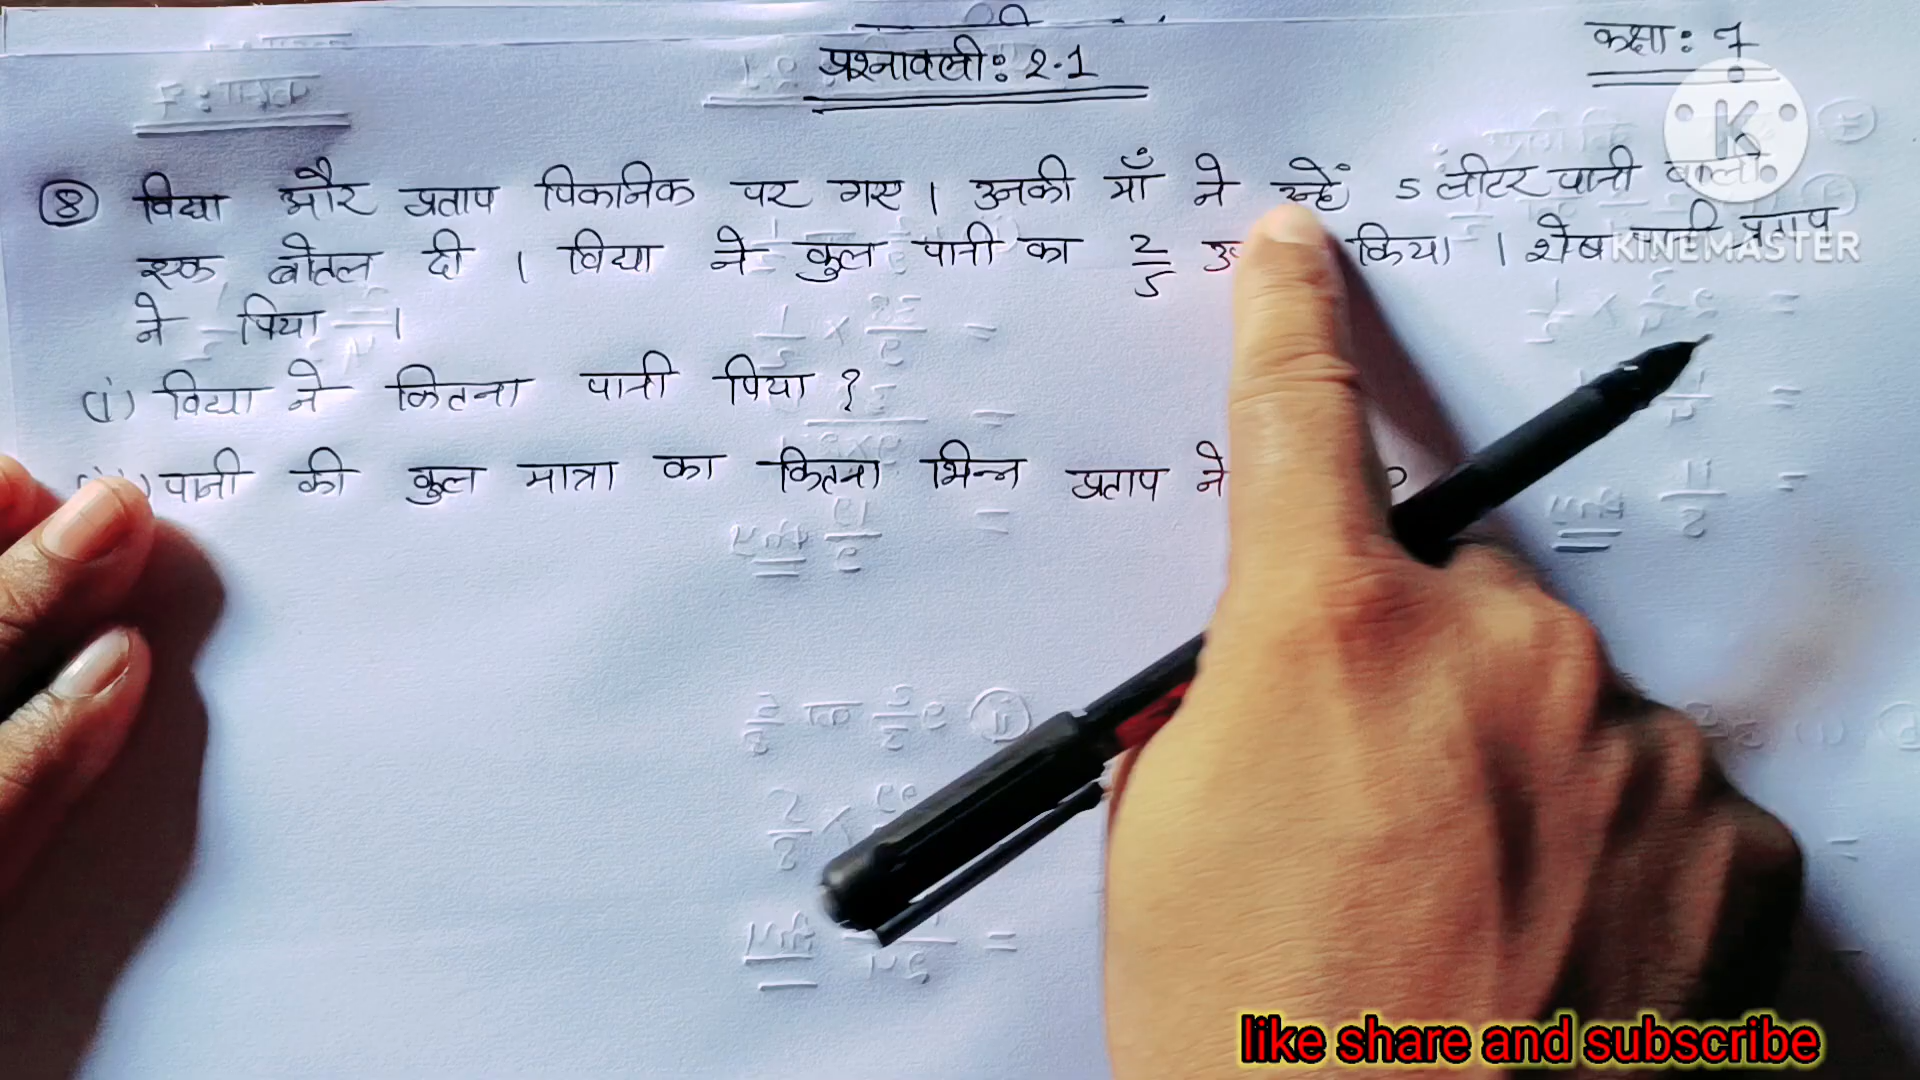 प्रश्नावली: 2.1
कक्षा: 7
K
KINEMASTER
8 विद्या और प्रताप पिकनिक पर गए । उनकी माँ ने उन्हें 5 लीटर पानी वाली
एक बोतल दी । विद्या ने कुल पानी का 2/5 किया । शेष पानी प्रताप
ने पिया ।
(i) विद्या ने कितना पानी पिया ?
पानी की कुल मात्रा का कितना भिन्न प्रताप ने ?
like share and subscribe